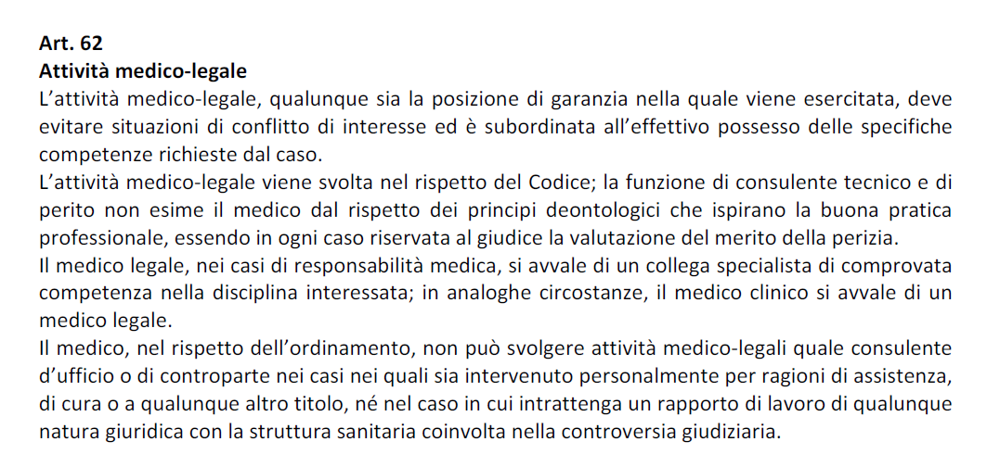 Art. 62
Attività medico-legale
L’attività medico-legale, qualunque sia la posizione di garanzia nella quale viene esercitata, deve
evitare situazioni di conflitto di interesse ed è subordinata all’effettivo possesso delle specifiche
competenze richieste dal caso.
L’attività medico-legale viene svolta nel rispetto del Codice; la funzione di consulente tecnico e di
perito non esime il medico dal rispetto dei principi deontologici che ispirano la buona pratica
professionale, essendo in ogni caso riservata al giudice la valutazione del merito della perizia.
Il medico legale, nei casi di responsabilità medica, si avvale di un collega specialista di comprovata
competenza nella disciplina interessata; in analoghe circostanze, il medico clinico si avvale di un
medico legale.
Il medico, nel rispetto dell’ordinamento, non può svolgere attività medico-legali quale consulente
d’ufficio o di controparte nei casi nei quali sia intervenuto personalmente per ragioni di assistenza,
di cura o a qualunque altro titolo, né nel caso in cui intrattenga un rapporto di lavoro di qualunque
natura giuridica con la struttura sanitaria coinvolta nella controversia giudiziaria.